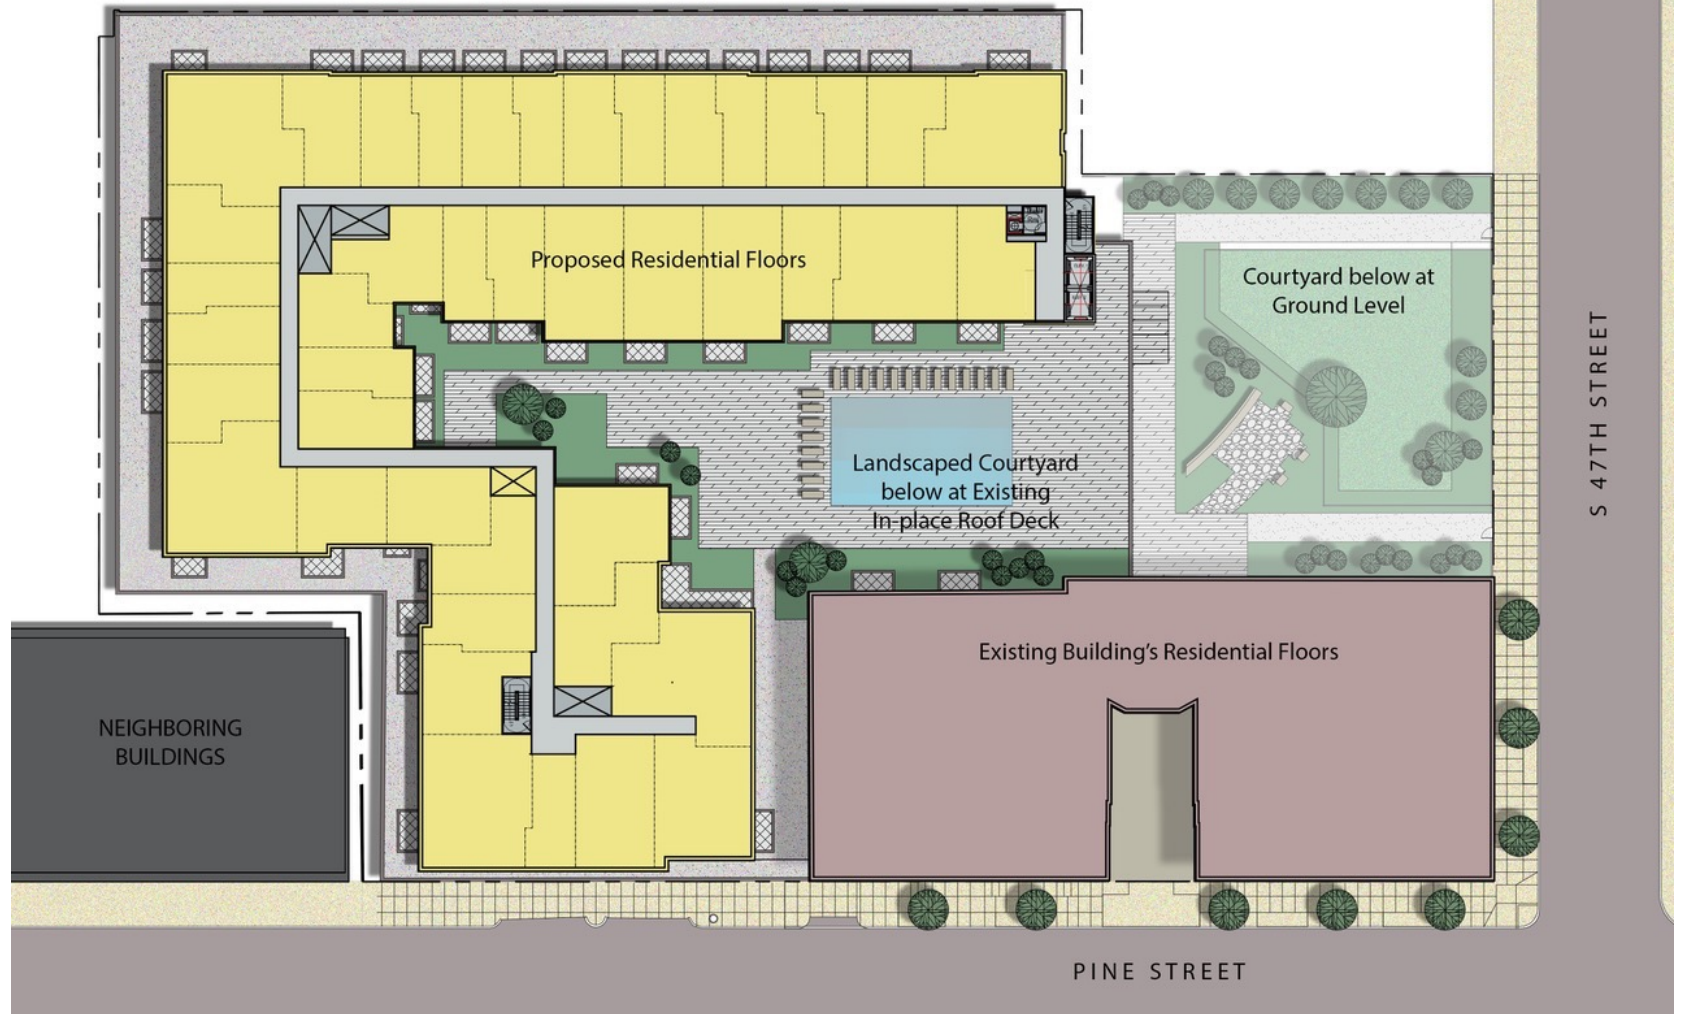 Proposed Residential Floors
Courtyard below at
Ground Level
Landscaped Courtyard
below at Existing
In-place Roof Deck
Existing Building's Residential Floors
NEIGHBORING
BUILDINGS
S 47TH STREET
PINE STREET